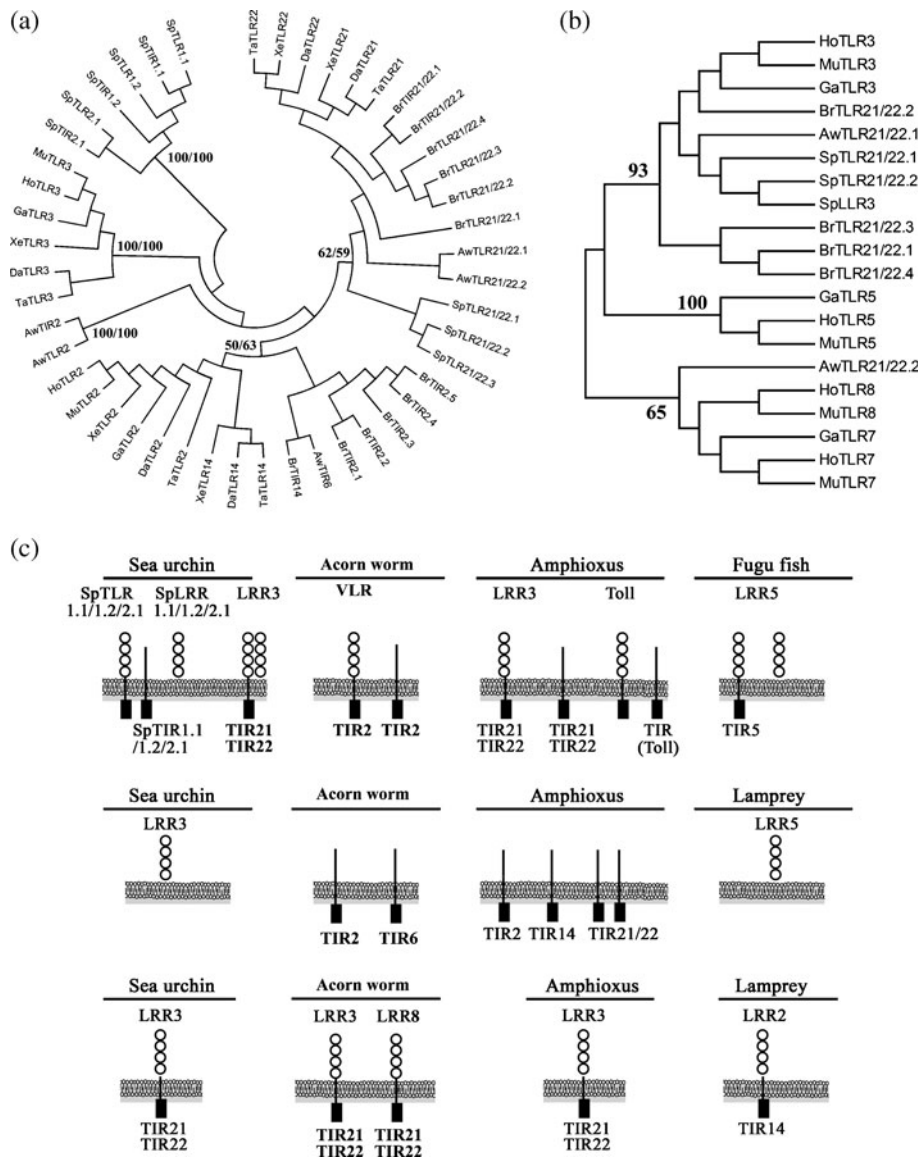 (a)
TaTLR22
XeTLR22
DaTLR22
XeTLR21
DaTLR21
TaTLR21
BrTIR21/22.2
BrTLR21/22.4
BrTLR21/22.3
BrTLR21/22.2
BrTLR21/22.1
AwTLR21/22.1
AwTLR21/22.2
SpTLR21/22.1
SpTLR21/22.2
SpTLR21/22.3
BrTIR2.5
BrTIR2.4
BrTIR2.3
BrTIR2.2
BrTIR2.1
AwTIR6
BrTIR14
TaTLR14
DaTLR14
XeTLR14
TaTLR2
DaTLR2
GaTLR2
XeTLR2
MuTLR2
HoTLR2
AwTLR2
AwTIR2
TaTLR3
DaTLR3
XeTLR3
GaTLR3
HoTLR3
MuTLR3
SpTIR2.1
SpTLR2.1
SpTIR1.2
SpTLR1.2
SpTIR1.1
SpTLR1.1
100/100
100/100
100/100
62/59
50/63
(b)
HoTLR3
MuTLR3
GaTLR3
BrTLR21/22.2
AwTLR21/22.1
SpTLR21/22.1
SpTLR21/22.2
SpLLR3
BrTLR21/22.3
BrTLR21/22.1
BrTLR21/22.4
GaTLR5
HoTLR5
MuTLR5
AwTLR21/22.2
HoTLR8
MuTLR8
GaTLR7
HoTLR7
MuTLR7
93
100
65
(c)
Sea urchin
SpTLR SpLRR LRR3
1.1/1.2/2.1 1.1/1.2/2.1
SpTIR1.1 TIR21
/1.2/2.1 TIR22
Acorn worm
VLR
TIR2 TIR2
Amphioxus
LRR3 Toll
TIR21 TIR21 TIR
TIR22 TIR22 (Toll)
Fugu fish
LRR5
TIR5
Sea urchin
LRR3
Acorn worm
TIR2 TIR6
Amphioxus
TIR2 TIR14 TIR21/22
Lamprey
LRR5
Sea urchin
LRR3
TIR21
TIR22
Acorn worm
LRR3 LRR8
TIR21 TIR21
TIR22 TIR22
Amphioxus
LRR3
TIR21
TIR22
Lamprey
LRR2
TIR14